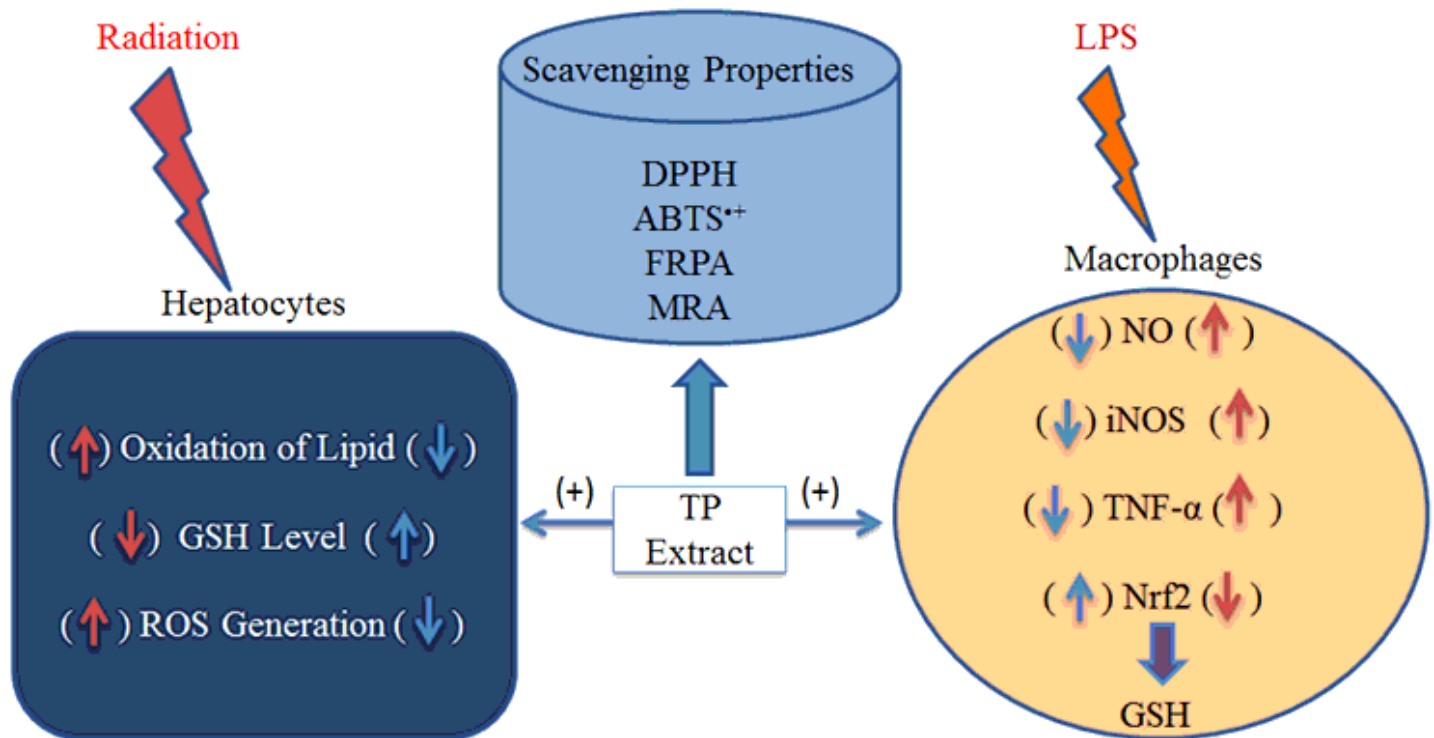 Radiation
LPS
Scavenging Properties
DPPH
ABTS•+
FRPA
MRA
Hepatocytes
(↑) Oxidation of Lipid (↓)
(↓) GSH Level (↑)
(↑) ROS Generation (↓)
(+)
TP
Extract
(+)
Macrophages
(↓) NO (↑)
(↓) iNOS (↑)
(↓) TNF-α (↑)
(↑) Nrf2 (↓)
GSH